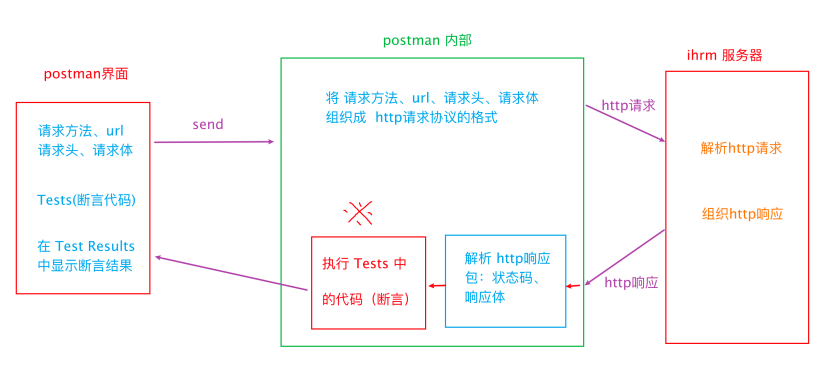 postman 内部
ihrm 服务器
postman界面
请求方法、url
请求头、请求体
Tests(断言代码)
在 Test Results
中显示断言结果
send
将 请求方法、url、请求头、请求体
组织成 http请求协议的格式
※
执行 Tests 中
的代码（断言）
解析 http响应
包：状态码、
响应体
http请求
http响应
解析http请求
组织http响应